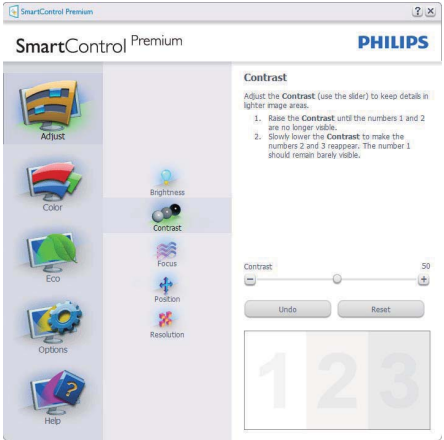 SmartControl Premium
SmartControl Premium
PHILIPS
Adjust
Color
Eco
Options
Help
Brightness
Contrast
Focus
Position
Resolution
Contrast
Adjust the Contrast (use the slider) to keep details in
lighter image areas.
1. Raise the Contrast until the numbers 1 and 2
are no longer visible.
2. Slowly lower the Contrast to make the
numbers 2 and 3 reappear. The number 1
should remain barely visible.
Contrast 50
Undo Reset
1 2 3